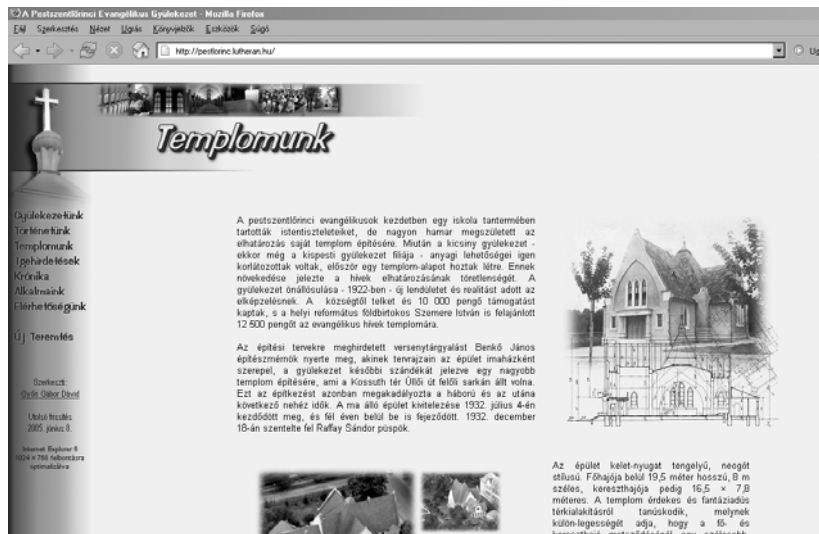 A Pestszentlőrinci Evangélikus Gyülekezet - Mozilla Firefox
Fájl Szerkesztés Nézet Ugrás Könyvjelzők Eszközök Súgó
http://pestlorinc.lutheran.hu/
Templomunk
Gyülekezetünk
Történetünk
Templomunk
Igehirdetések
Krónika
Alkalmaink
Elérhetőségünk
Új Teremtés
Szerkeszti:
Győri Gábor Dávid
Utolsó frissítés
2005. június 8.
Internet Explorer 6
1024 × 768 felbontásra
optimalizálva
A pestszentlőrinci evangélikusok kezdetben egy iskola tantermében
tartották istentiszteleteiket, de nagyon hamar megszületett az
elhatározás saját templom építésére. Miután a kicsiny gyülekezet -
ekkor még a kispesti gyülekezet filiája - anyagi lehetőségei igen
korlátozottak voltak, először egy templom-alapot hoztak létre. Ennek
növekedése jelezte a hívek elhatározásának töretlenségét. A
gyülekezet önállósulása - 1922-ben - új lendületet és realitást adott az
elképzelésnek. A községtől telket és 10 000 pengő támogatást
kaptak, s a helyi református földbirtokos Szemere István is felajánlott
12 500 pengőt az evangélikus hívek templomára.
Az építési tervekre meghirdetett versenytárgyalást Benkő János
építészmérnök nyerte meg, akinek tervrajzain az épület imaházként
szerepel, a gyülekezet későbbi szándékát jelezve egy nagyobb
templom építésére, ami a Kossuth tér Üllői út felőli sarkán állt volna.
Ezt az építkezést azonban megakadályozta a háború és az utána
következő nehéz idők. A ma álló épület kivitelezése 1932. július 4-én
kezdődött meg, és fél éven belül be is fejeződött. 1932. december
18-án szentelte fel Raffay Sándor püspök.
Az épület kelet-nyugat tengelyű, neogót
stílusú. Főhajója belül 19,5 méter hosszú, 8 m
széles, kereszthajója pedig 16,5 × 7,8
méteres. A templom érdekes és fantáziadús
térkialakításról tanúskodik, melynek
külön-legességét adja, hogy a fő- és
kereszthajó metsződésénél egy szélesebb,